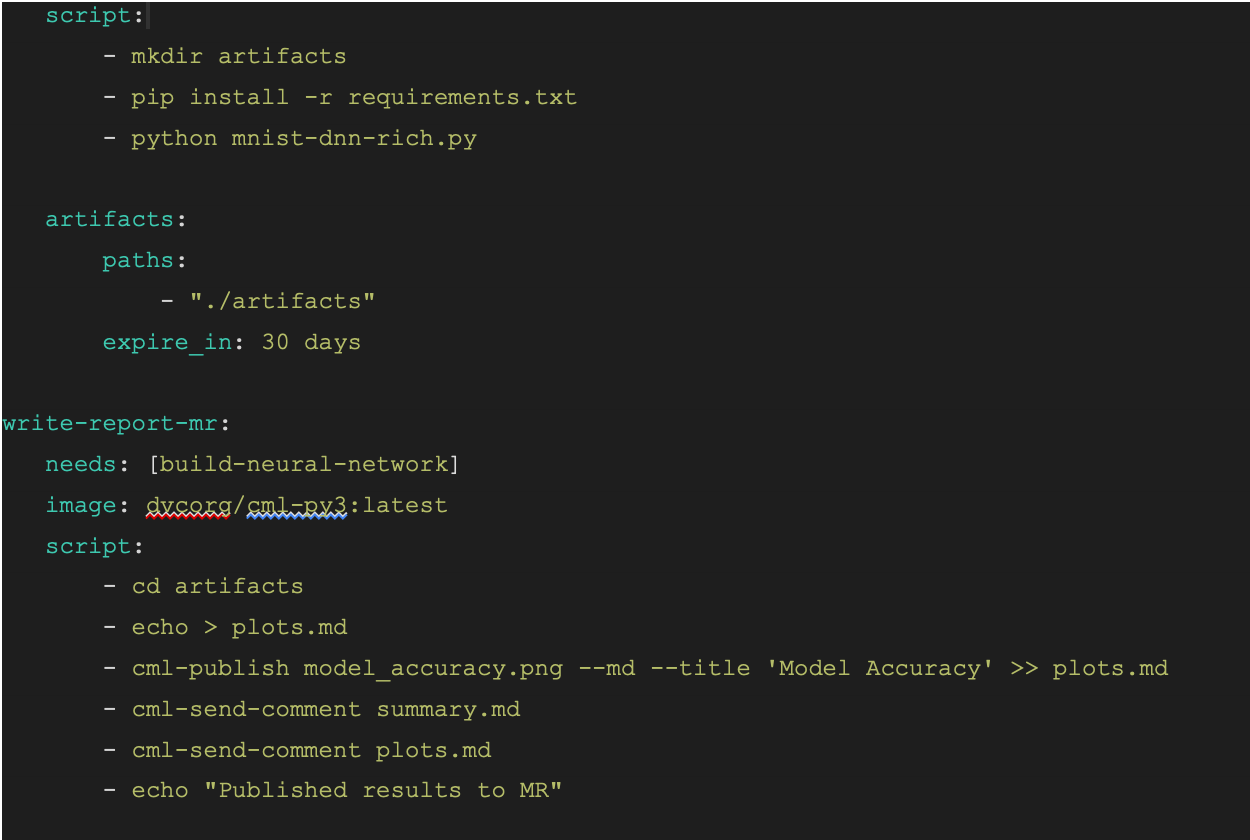 script:
- mkdir artifacts
- pip install -r requirements.txt
- python mnist-dnn-rich.py
artifacts:
paths:
- "./artifacts"
expire_in: 30 days
write-report-mr:
needs: [build-neural-network]
image: dvcorg/cml-py3:latest
script:
- cd artifacts
- echo > plots.md
- cml-publish model_accuracy.png --md --title 'Model Accuracy' >> plots.md
- cml-send-comment summary.md
- cml-send-comment plots.md
- echo "Published results to MR"